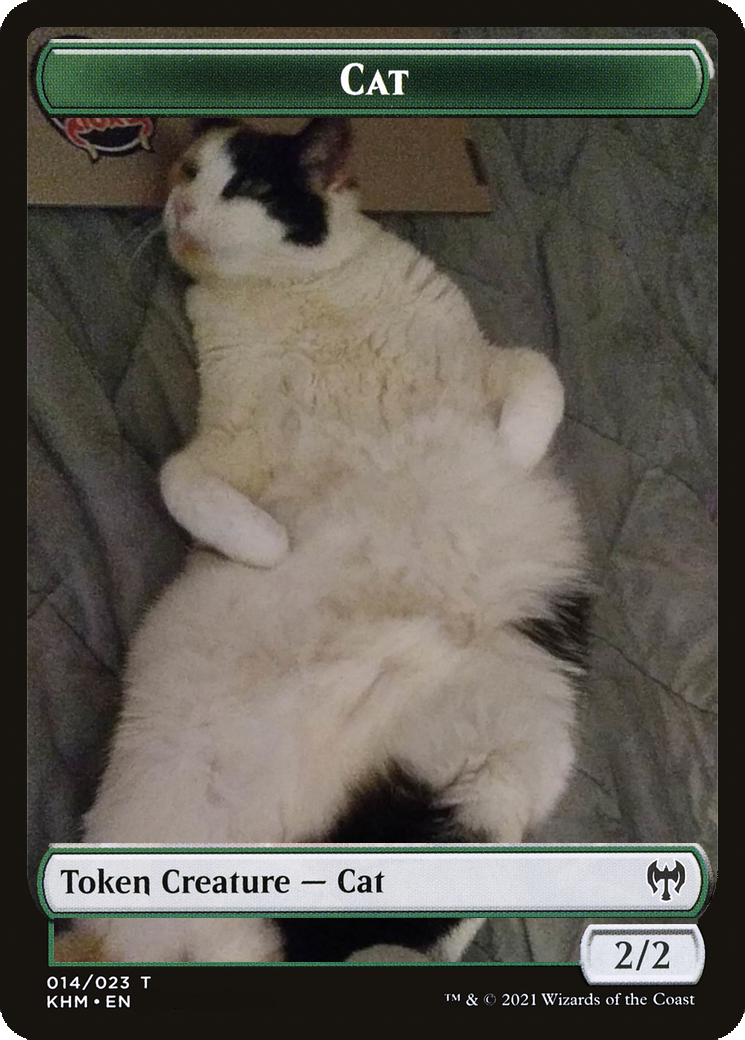 Cat
Token Creature — Cat
2/2
014/023 T
KHM • EN
™ & © 2021 Wizards of the Coast